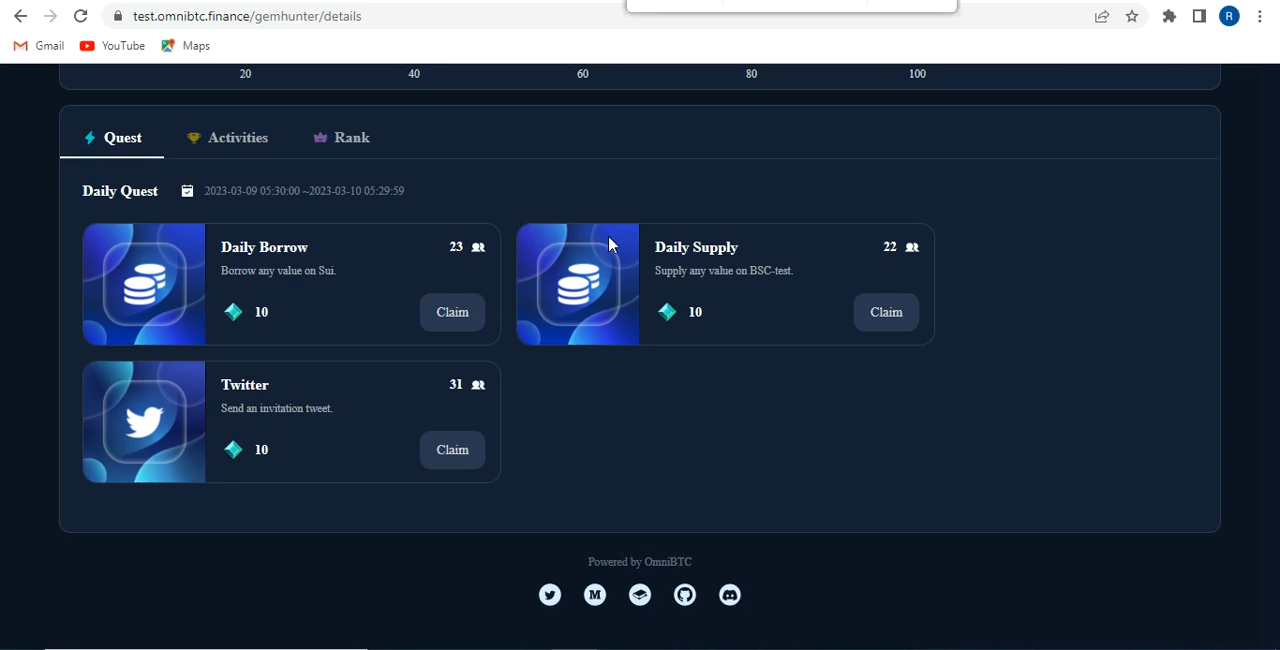 test.omnibtc.finance/gemhunter/details
R
Gmail YouTube Maps
20 40 60 80 100
Quest Activities Rank
Daily Quest 2023-03-09 05:30:00 ~2023-03-10 05:29:59
Daily Borrow 23
Borrow any value on Sui.
10 Claim
Daily Supply 22
Supply any value on BSC-test.
10 Claim
Twitter 31
Send an invitation tweet.
10 Claim
Powered by OmniBTC
M